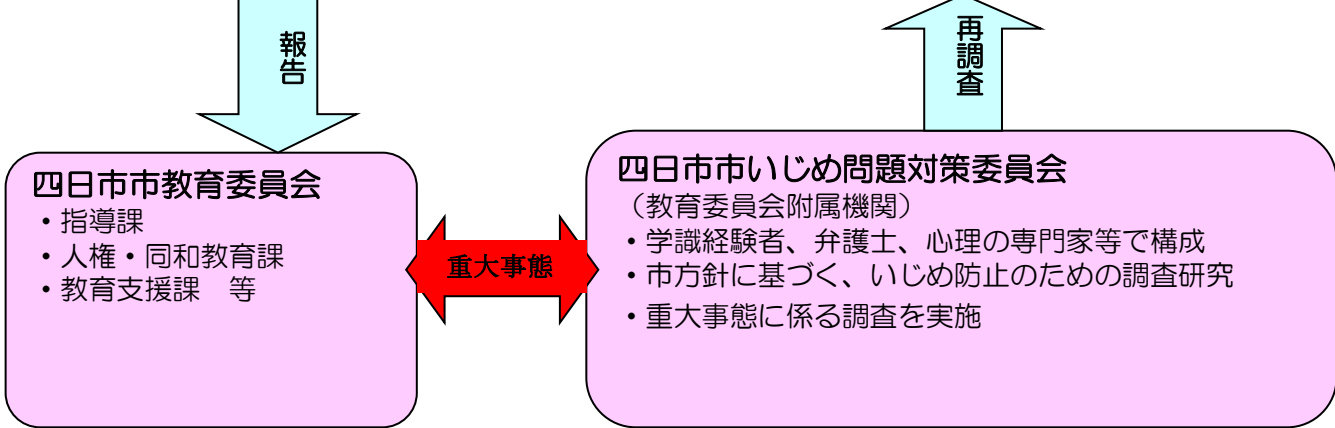 報告
再調査
四日市市教育委員会
・指導課
・人権・同和教育課
・教育支援課　等
重大事態
四日市市いじめ問題対策委員会
（教育委員会附属機関）
・学識経験者、弁護士、心理の専門家等で構成
・市方針に基づく、いじめ防止のための調査研究
・重大事態に係る調査を実施